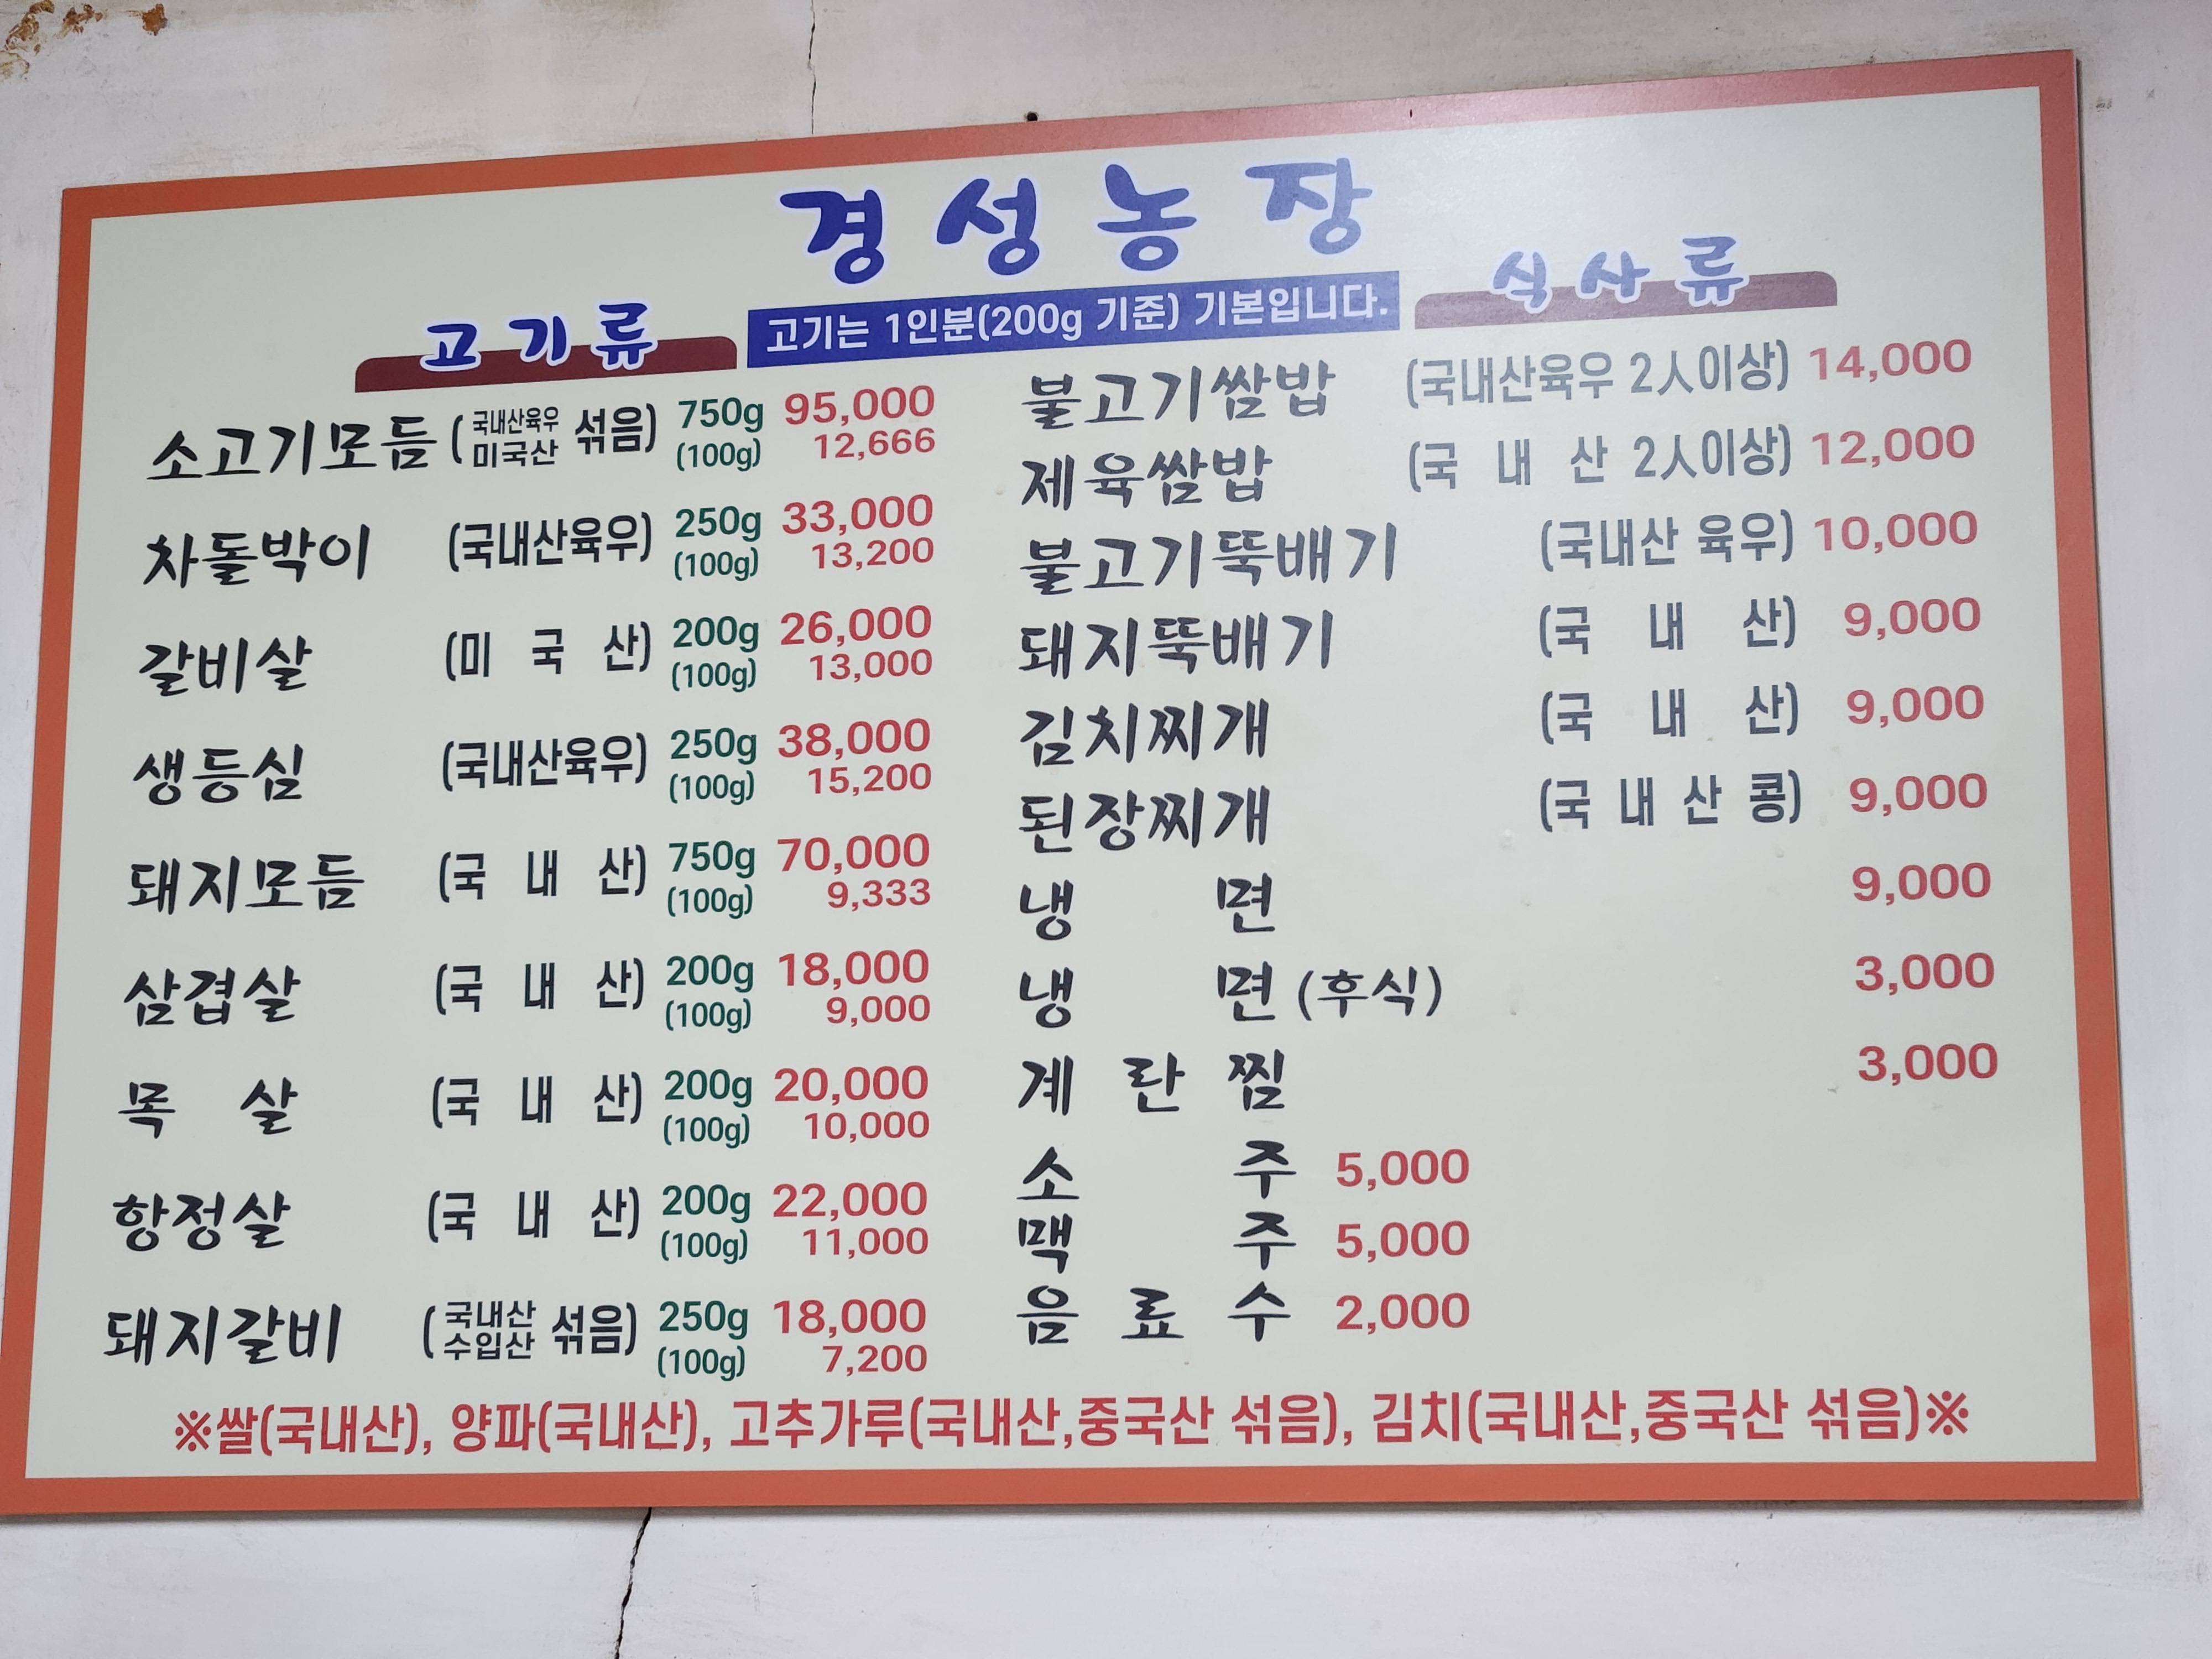 경성농장
고기는 1인분(200g 기준) 기본입니다.
고기류
소고기모듬 (국내산육우 미국산 섞음) 750g 95,000
(100g) 12,666
차돌박이 (국내산육우) 250g 33,000
(100g) 13,200
갈비살 (미 국 산) 200g 26,000
(100g) 13,000
생등심 (국내산육우) 250g 38,000
(100g) 15,200
돼지모듬 (국 내 산) 750g 70,000
(100g) 9,333
삼겹살 (국 내 산) 200g 18,000
(100g) 9,000
목 살 (국 내 산) 200g 20,000
(100g) 10,000
항정살 (국 내 산) 200g 22,000
(100g) 11,000
돼지갈비 (국내산 수입산 섞음) 250g 18,000
(100g) 7,200
식사류
불고기쌈밥 (국내산육우 2人이상) 14,000
제육쌈밥 (국 내 산 2人이상) 12,000
불고기뚝배기 (국내산 육우) 10,000
돼지뚝배기 (국 내 산) 9,000
김치찌개 (국 내 산) 9,000
된장찌개 (국 내 산 콩) 9,000
냉 면 9,000
냉 면 (후식) 3,000
계 란 찜 3,000
소 주 5,000
맥 주 5,000
음 료 수 2,000
※쌀(국내산), 양파(국내산), 고추가루(국내산,중국산 섞음), 김치(국내산,중국산 섞음)※